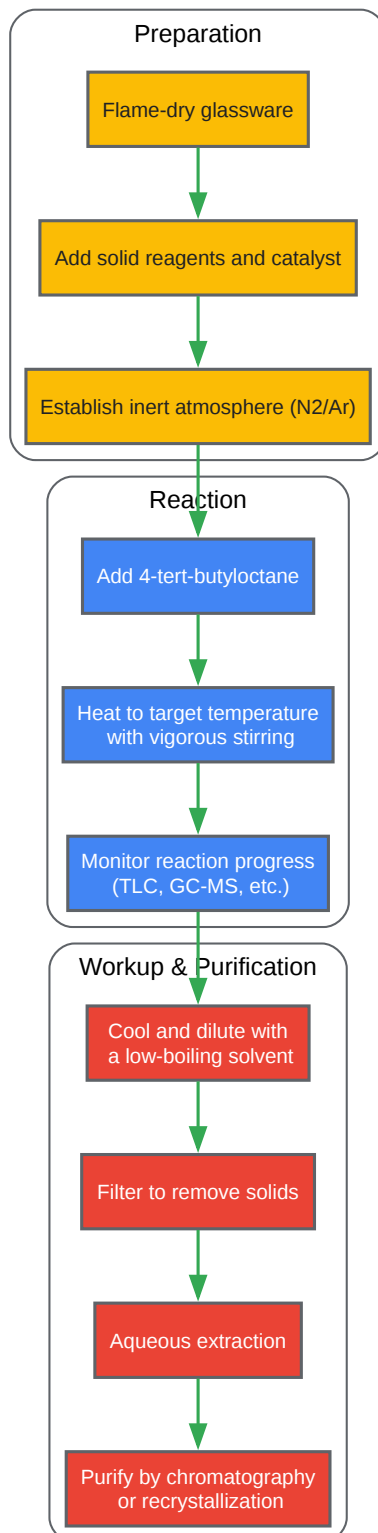 Preparation
Flame-dry glassware
Add solid reagents and catalyst
Establish inert atmosphere (N2/Ar)
Reaction
Add 4-tert-butyloctane
Heat to target temperature
with vigorous stirring
Monitor reaction progress
(TLC, GC-MS, etc.)
Workup & Purification
Cool and dilute with
a low-boiling solvent
Filter to remove solids
Aqueous extraction
Purify by chromatography
or recrystallization